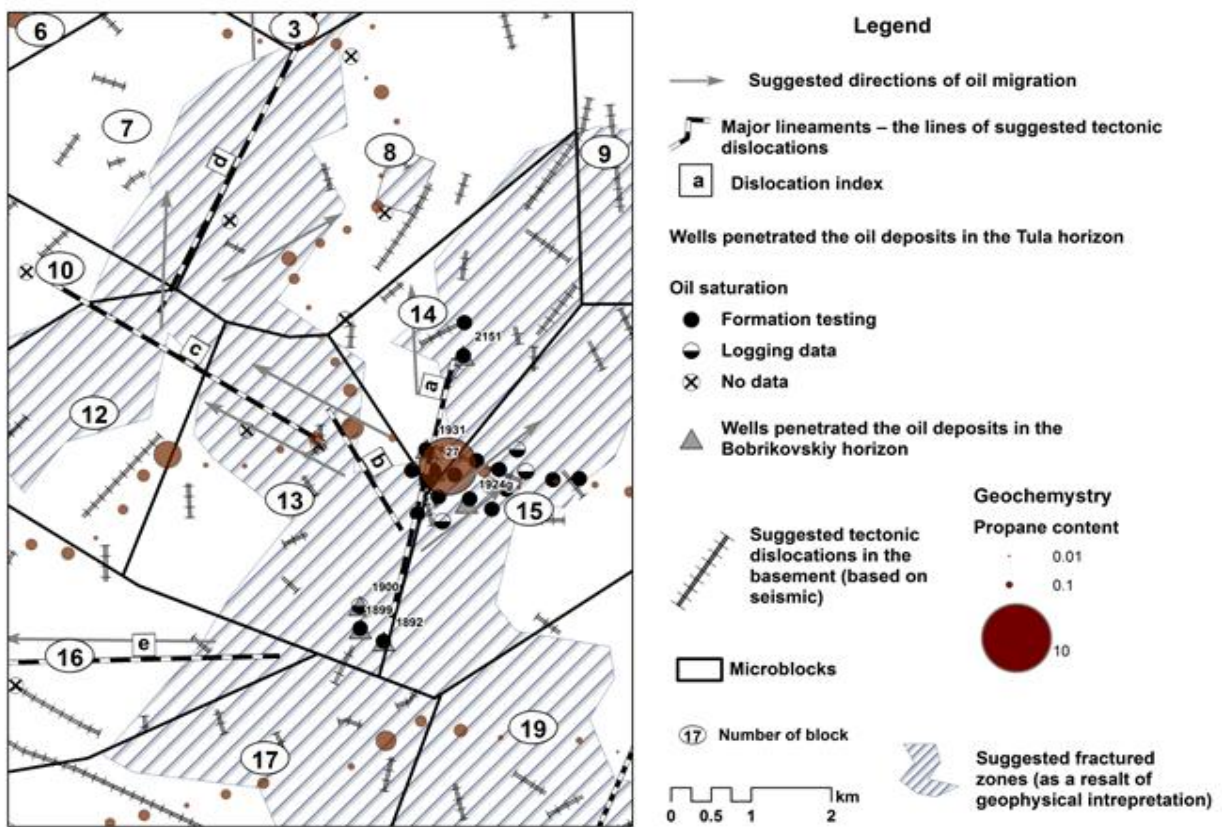 6
3
7
8
9
d
10
14
2151
c
a
12
1931
27
b
1924g
13
15
1900
1899
1892
e
16
17
19
Legend
Suggested directions of oil migration
Major lineaments – the lines of suggested tectonic
dislocations
a Dislocation index
Wells penetrated the oil deposits in the Tula horizon
Oil saturation
Formation testing
Logging data
No data
Wells penetrated the oil deposits in the
Bobrikovskiy horizon
Suggested tectonic
dislocations in the
basement (based on
seismic)
Geochemystry
Propane content
0.01
0.1
10
Microblocks
17 Number of block
km
0 0.5 1 2
Suggested fractured
zones (as a resalt of
geophysical intrepretation)